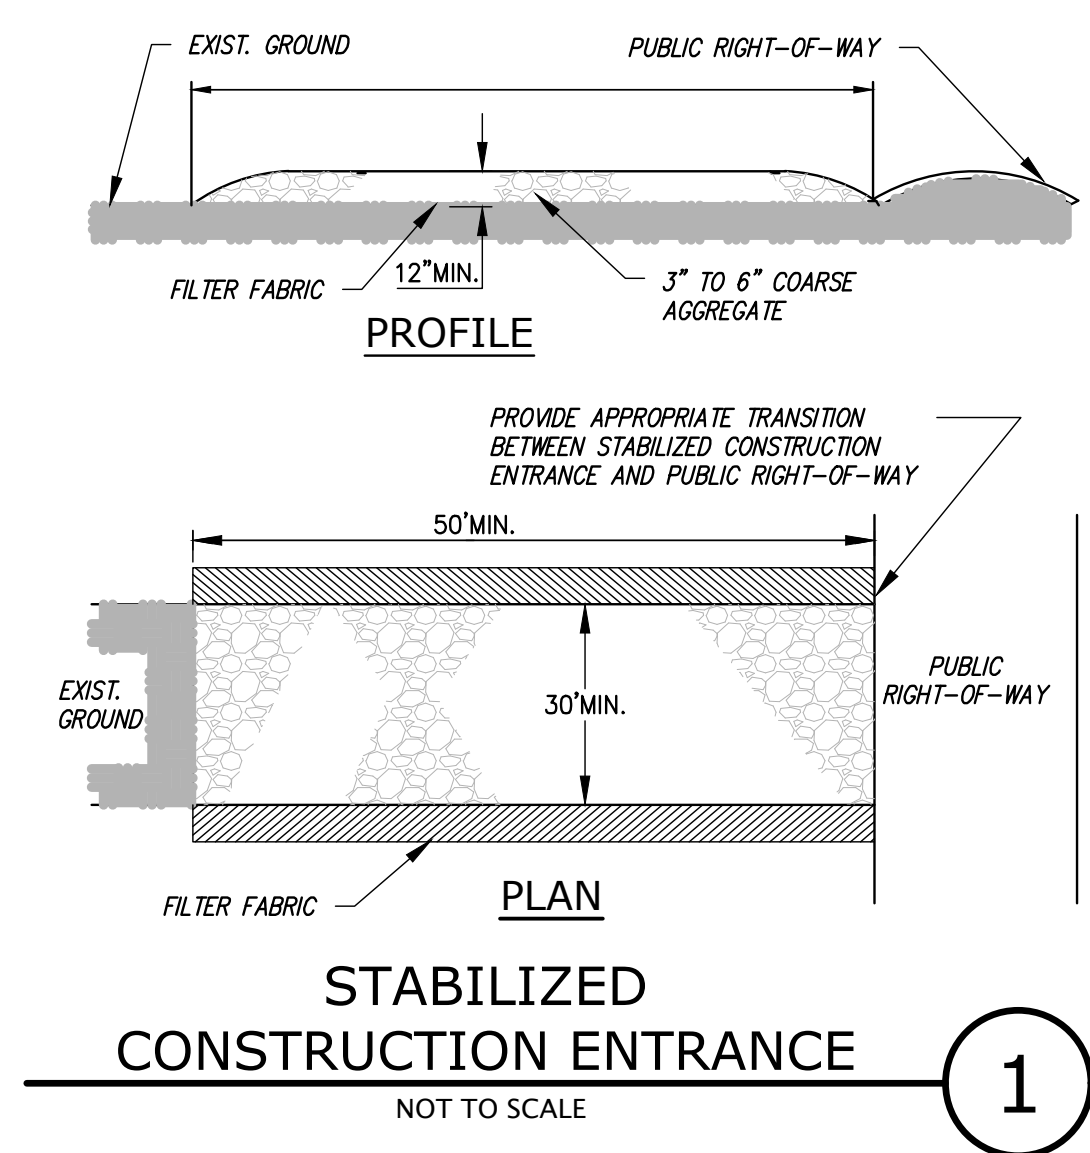 EXIST. GROUND
PUBLIC RIGHT-OF-WAY
FILTER FABRIC
12"MIN.
3" TO 6" COARSE
AGGREGATE
PROFILE
PROVIDE APPROPRIATE TRANSITION
BETWEEN STABILIZED CONSTRUCTION
ENTRANCE AND PUBLIC RIGHT-OF-WAY
50'MIN.
EXIST.
GROUND
30'MIN.
PUBLIC
RIGHT-OF-WAY
FILTER FABRIC
PLAN
STABILIZED
CONSTRUCTION ENTRANCE
1
NOT TO SCALE